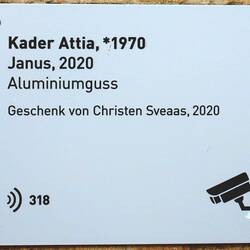 Kader Attia, *1970
Janus, 2020
Aluminiumguss
Geschenk von Christen Sveaas, 2020
318